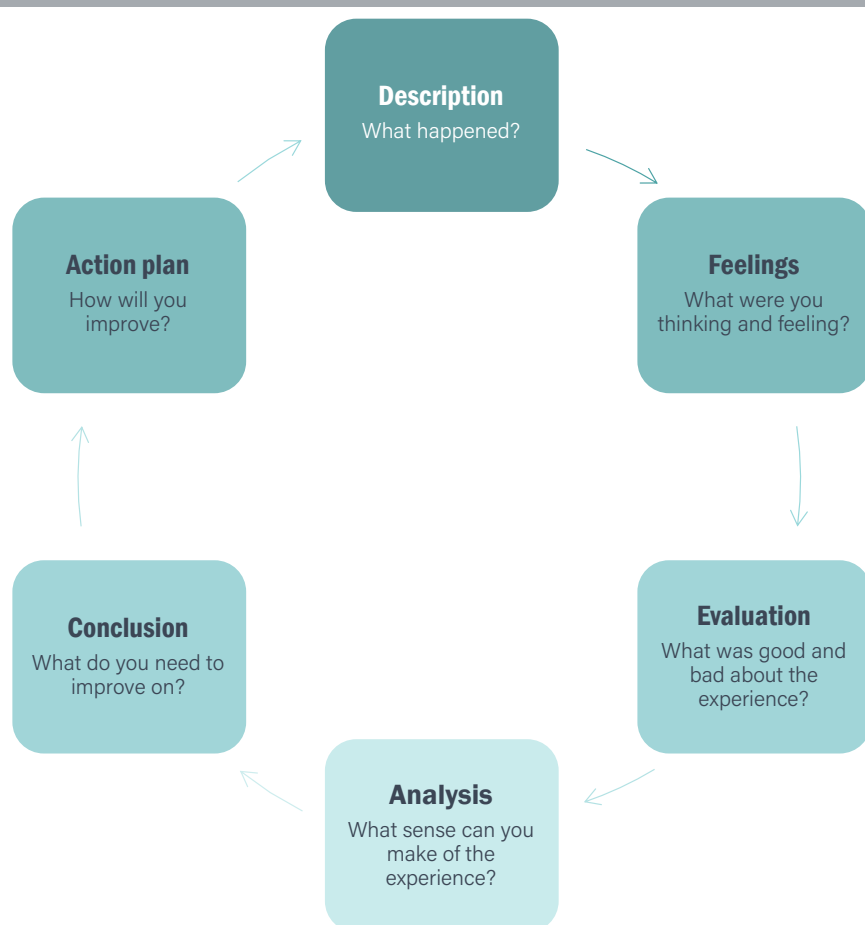 Description
What happened?
Feelings
What were you
thinking and feeling?
Evaluation
What was good and
bad about the
experience?
Analysis
What sense can you
make of the
experience?
Conclusion
What do you need to
improve on?
Action plan
How will you
improve?